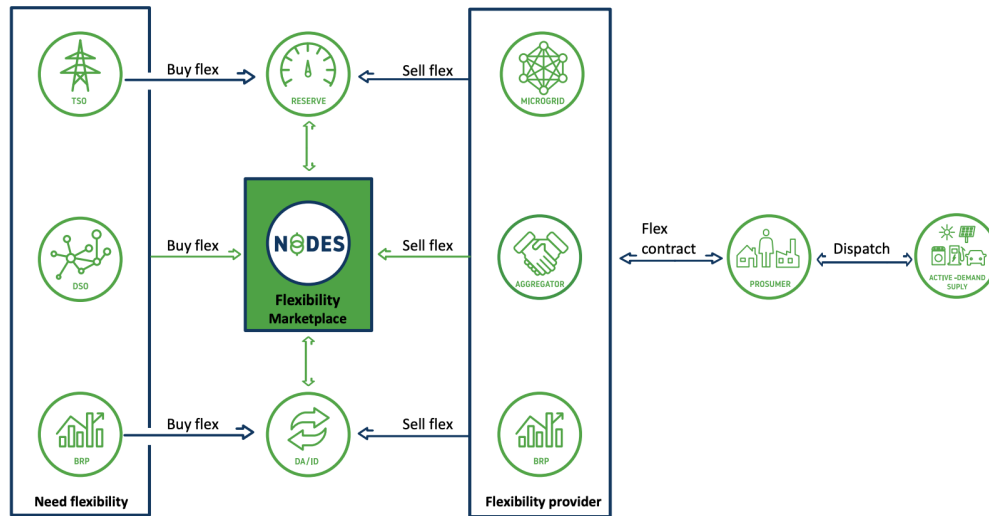 Buy flex
Sell flex
TSO
RESERVE
MICROGRID
Buy flex
NODES
Sell flex
Flex
contract
Dispatch
DSO
AGGREGATOR
PROSUMER
ACTIVE-DEMAND
SUPLY
Flexibility
Marketplace
Buy flex
Sell flex
BRP
DA/ID
BRP
Need flexibility
Flexibility provider